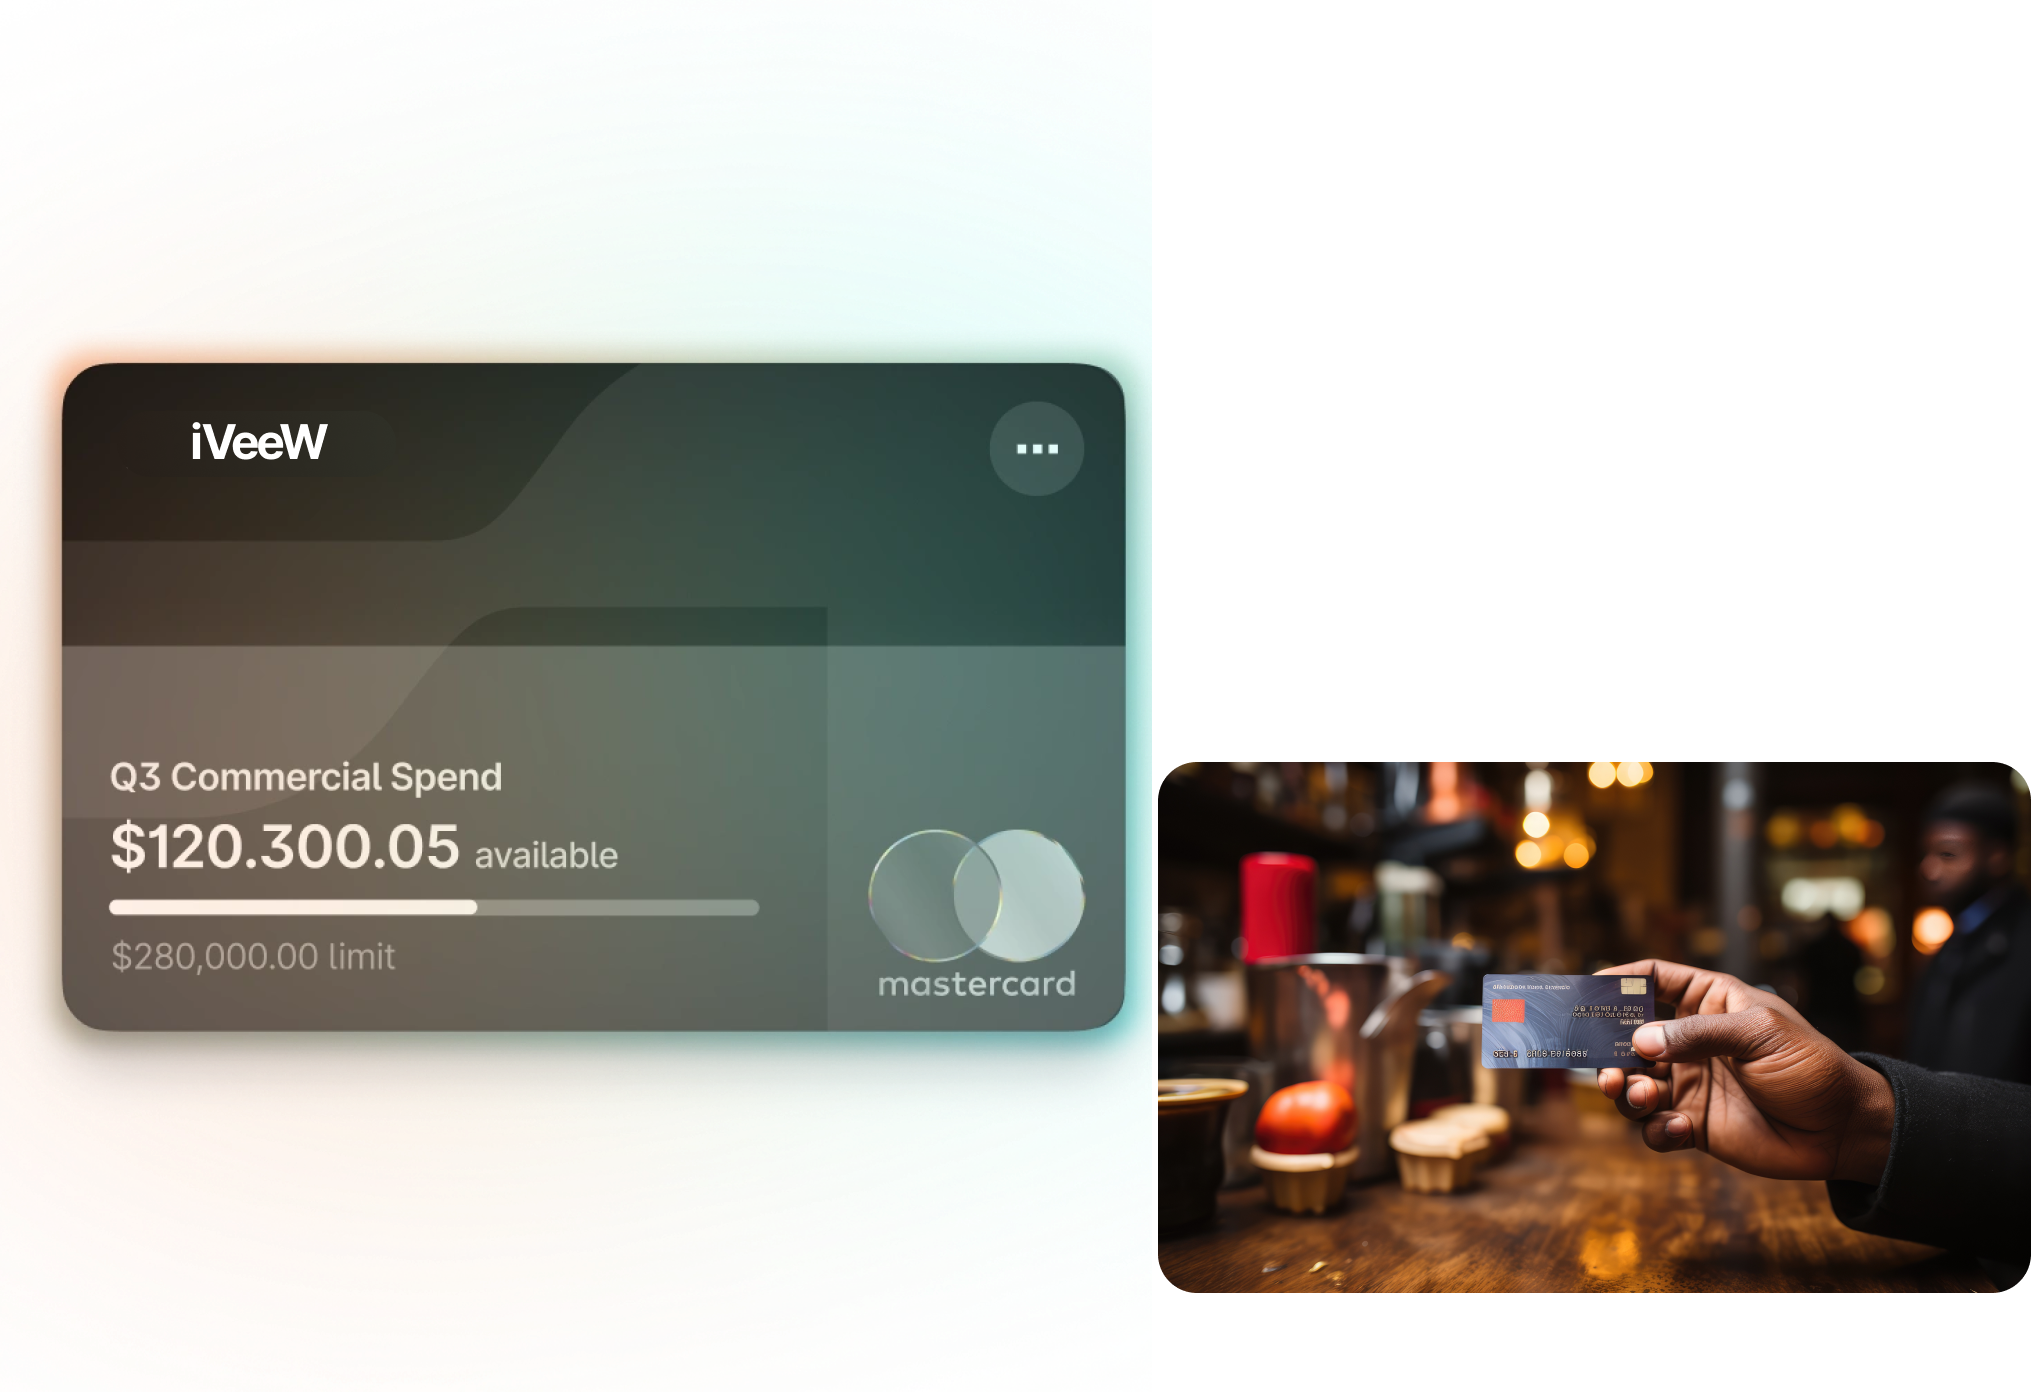 iVeeW
Q3 Commercial Spend
$120.300.05 available
$280,000.00 limit
mastercard